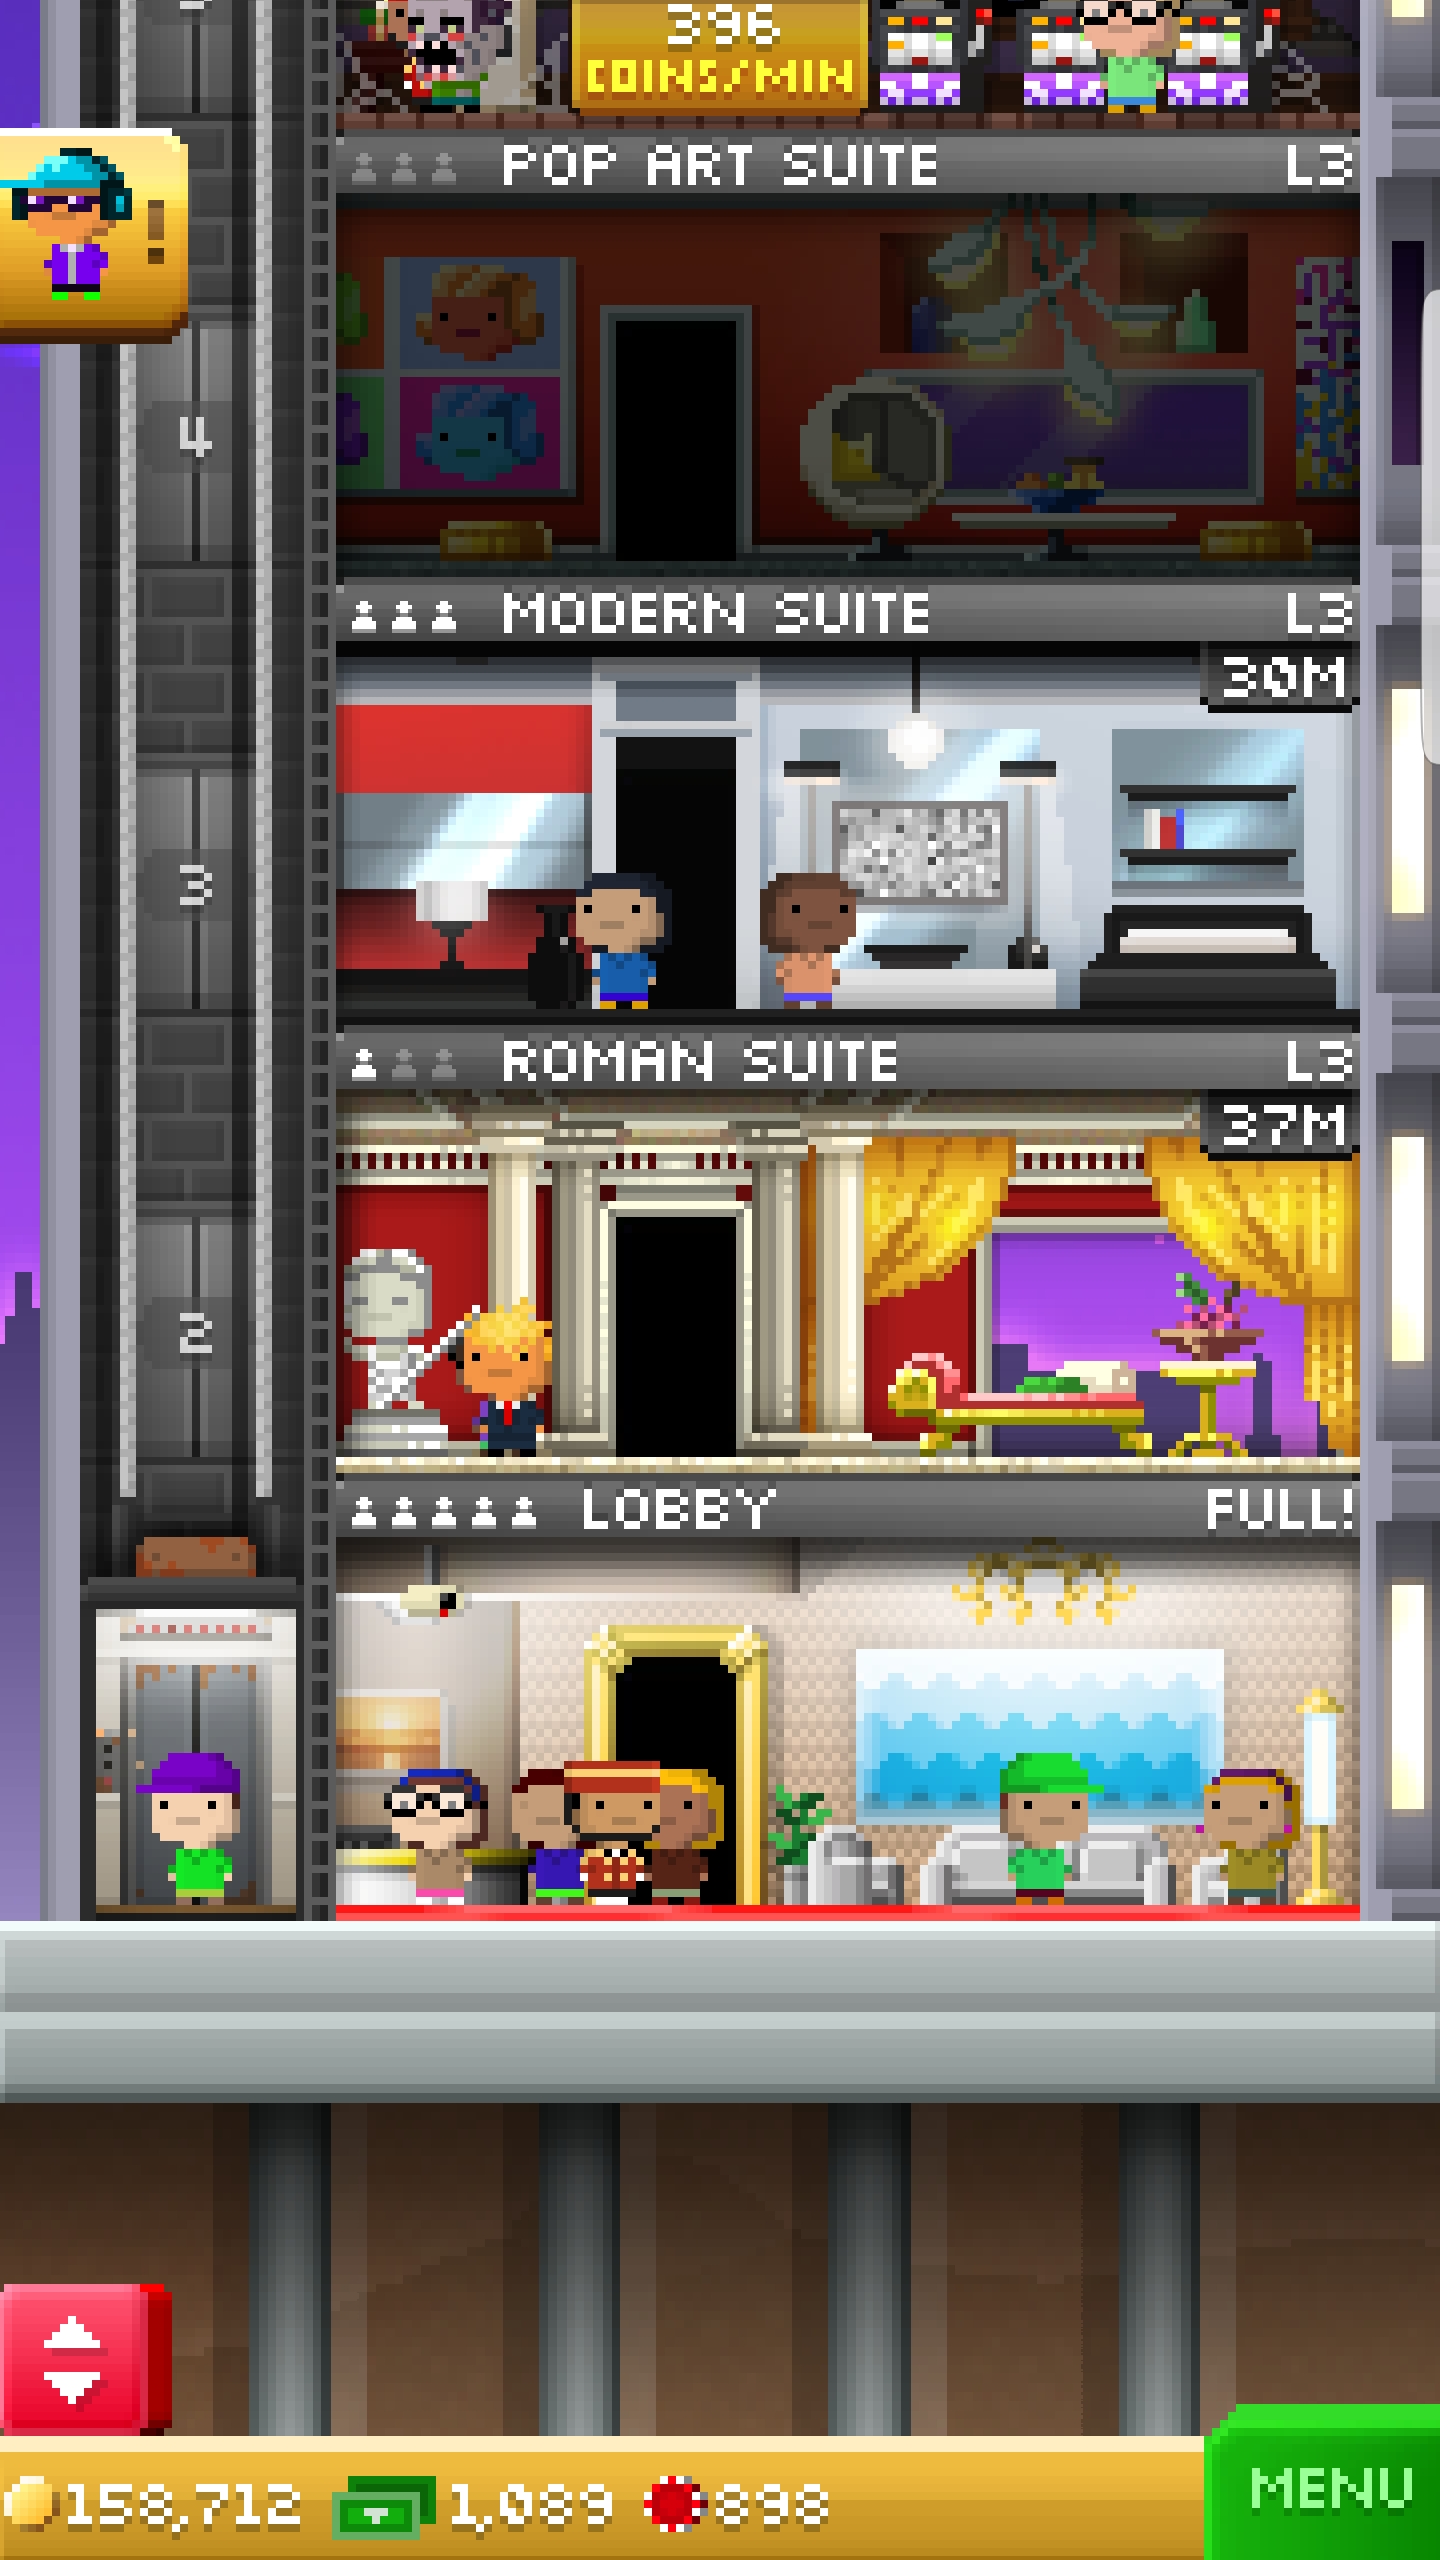 396
COINS/MIN
POP ART SUITE L3
4
MODERN SUITE L3
30M
3
ROMAN SUITE L3
37M
2
LOBBY FULL!
158,712 1,089 898
MENU